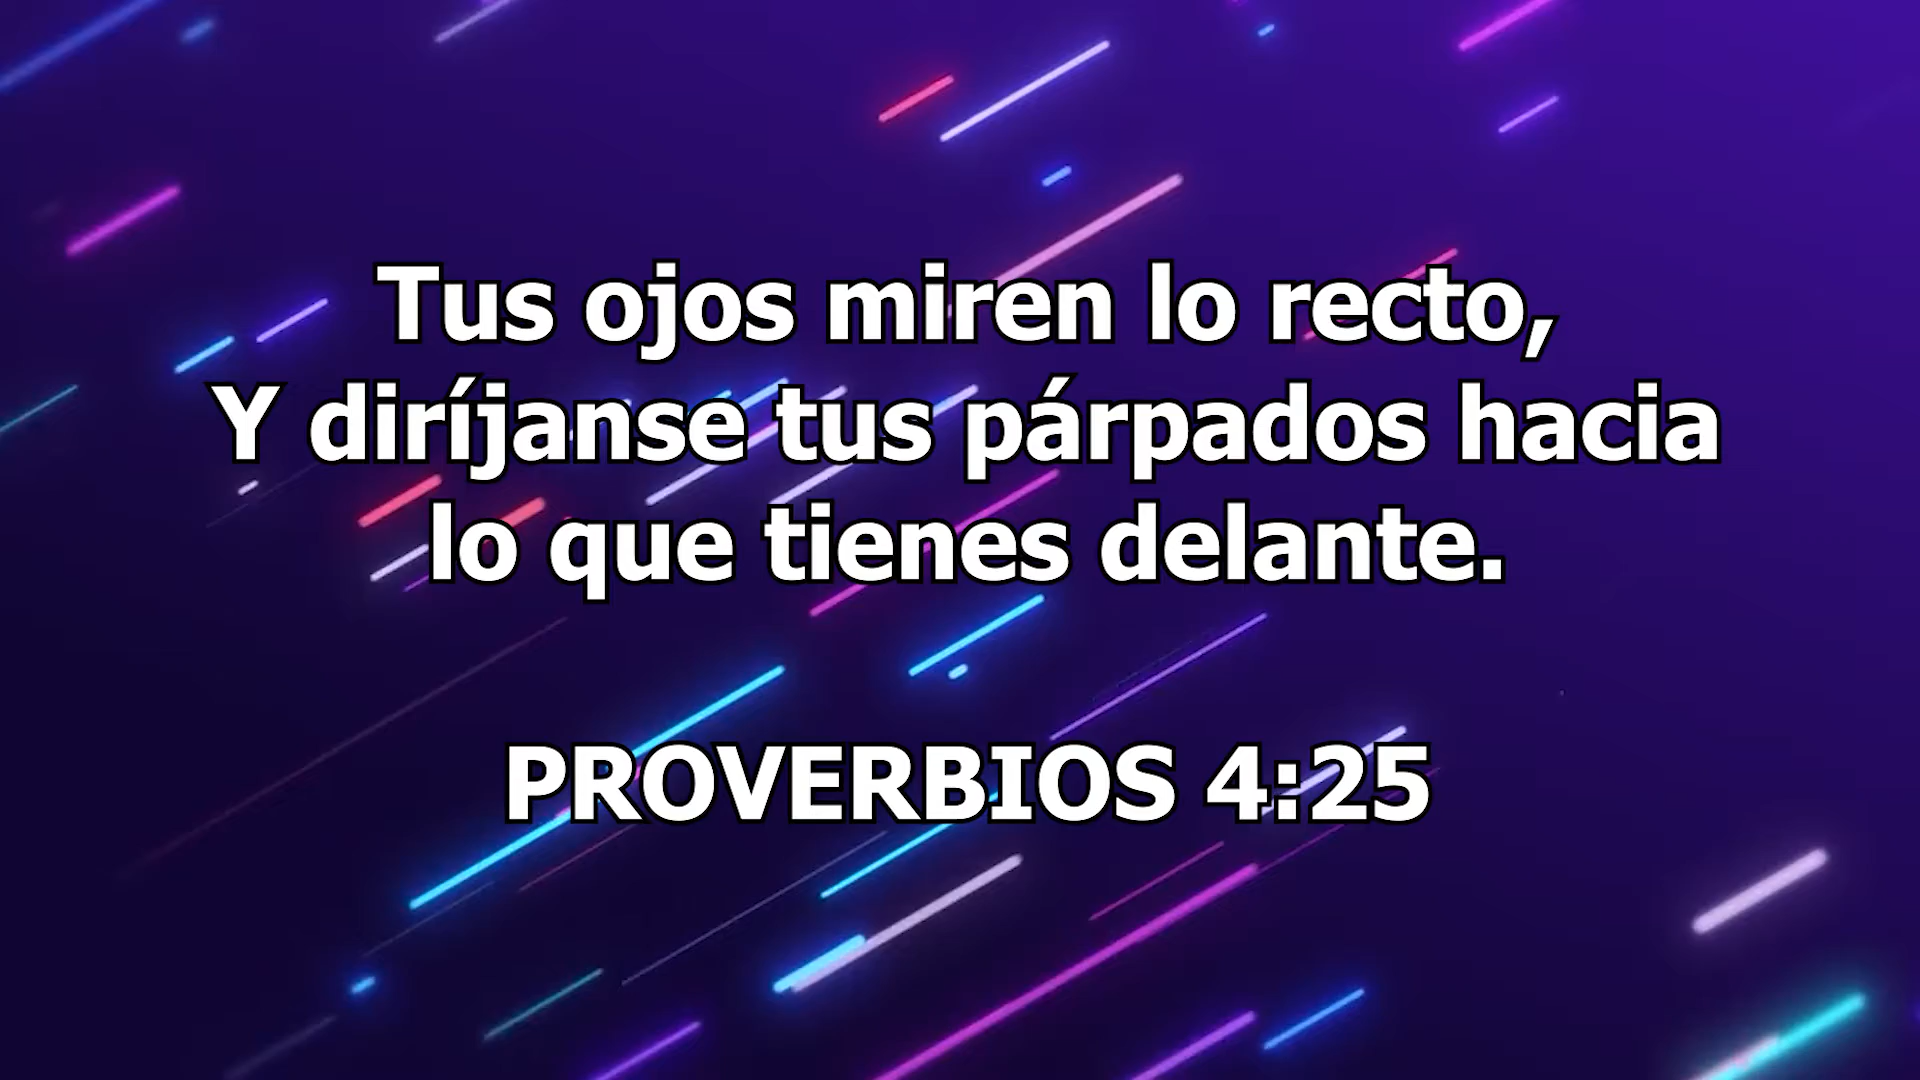 Tus ojos miren lo recto,
Y diríjanse tus párpados hacia
lo que tienes delante.
PROVERBIOS 4:25